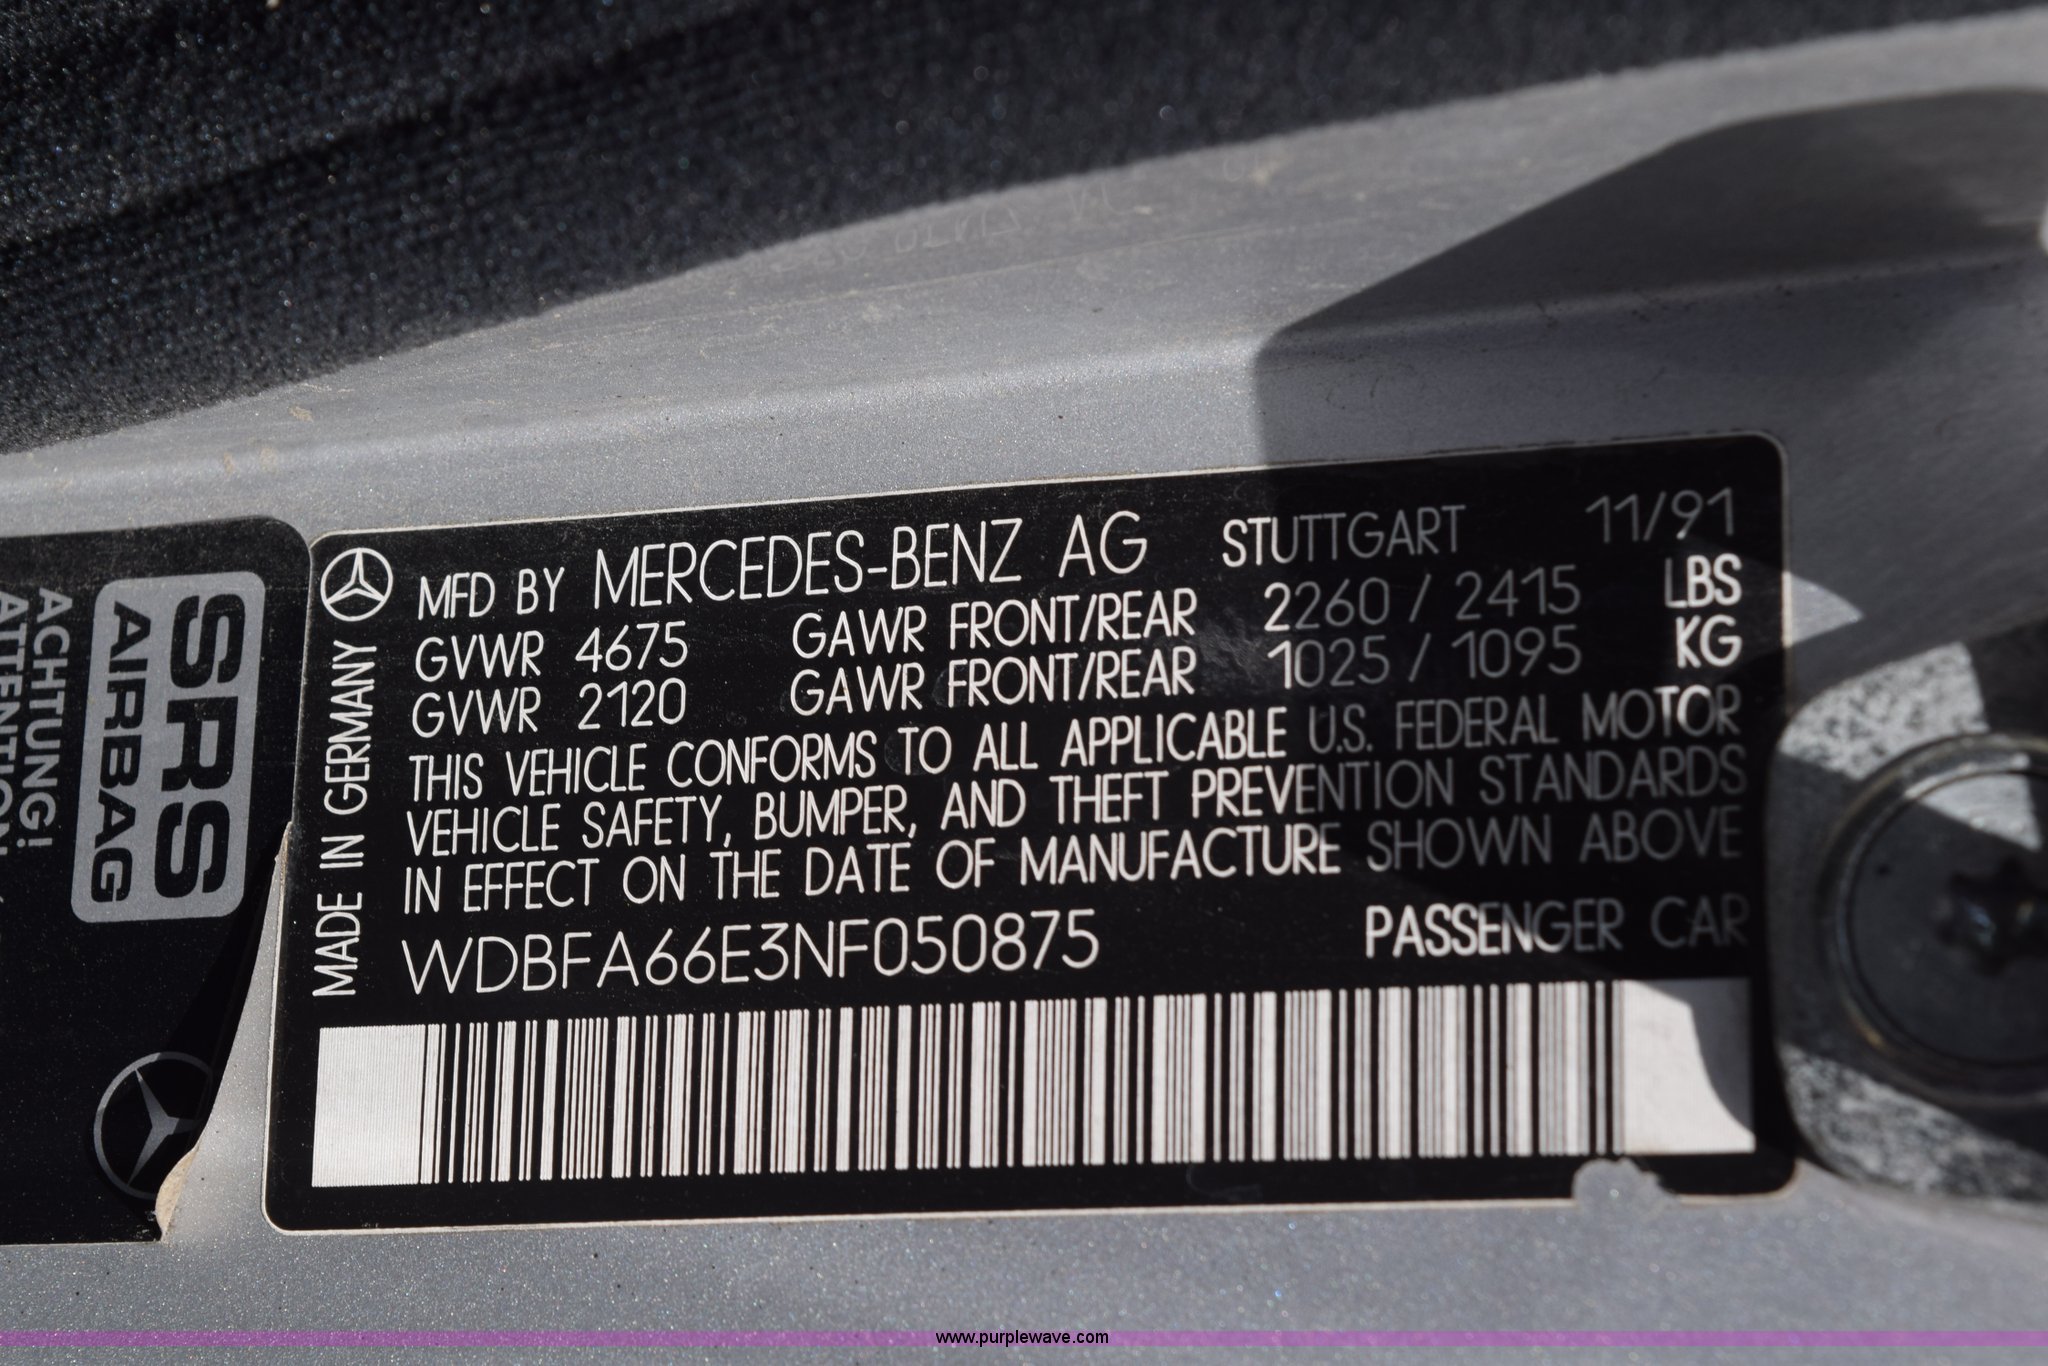 MFD BY MERCEDES-BENZ AG STUTTGART 11/91
GVWR 4675 GAWR FRONT/REAR 2260 / 2415 LBS
GVWR 2120 GAWR FRONT/REAR 1025 / 1095 KG
THIS VEHICLE CONFORMS TO ALL APPLICABLE U.S. FEDERAL MOTOR
VEHICLE SAFETY, BUMPER, AND THEFT PREVENTION STANDARDS
IN EFFECT ON THE DATE OF MANUFACTURE SHOWN ABOVE
WDBFA66E3NF050875 PASSENGER CAR
MADE IN GERMANY
SRS
AIRBAG
ACHTUNG!
ATTENTION
www.purplewave.com